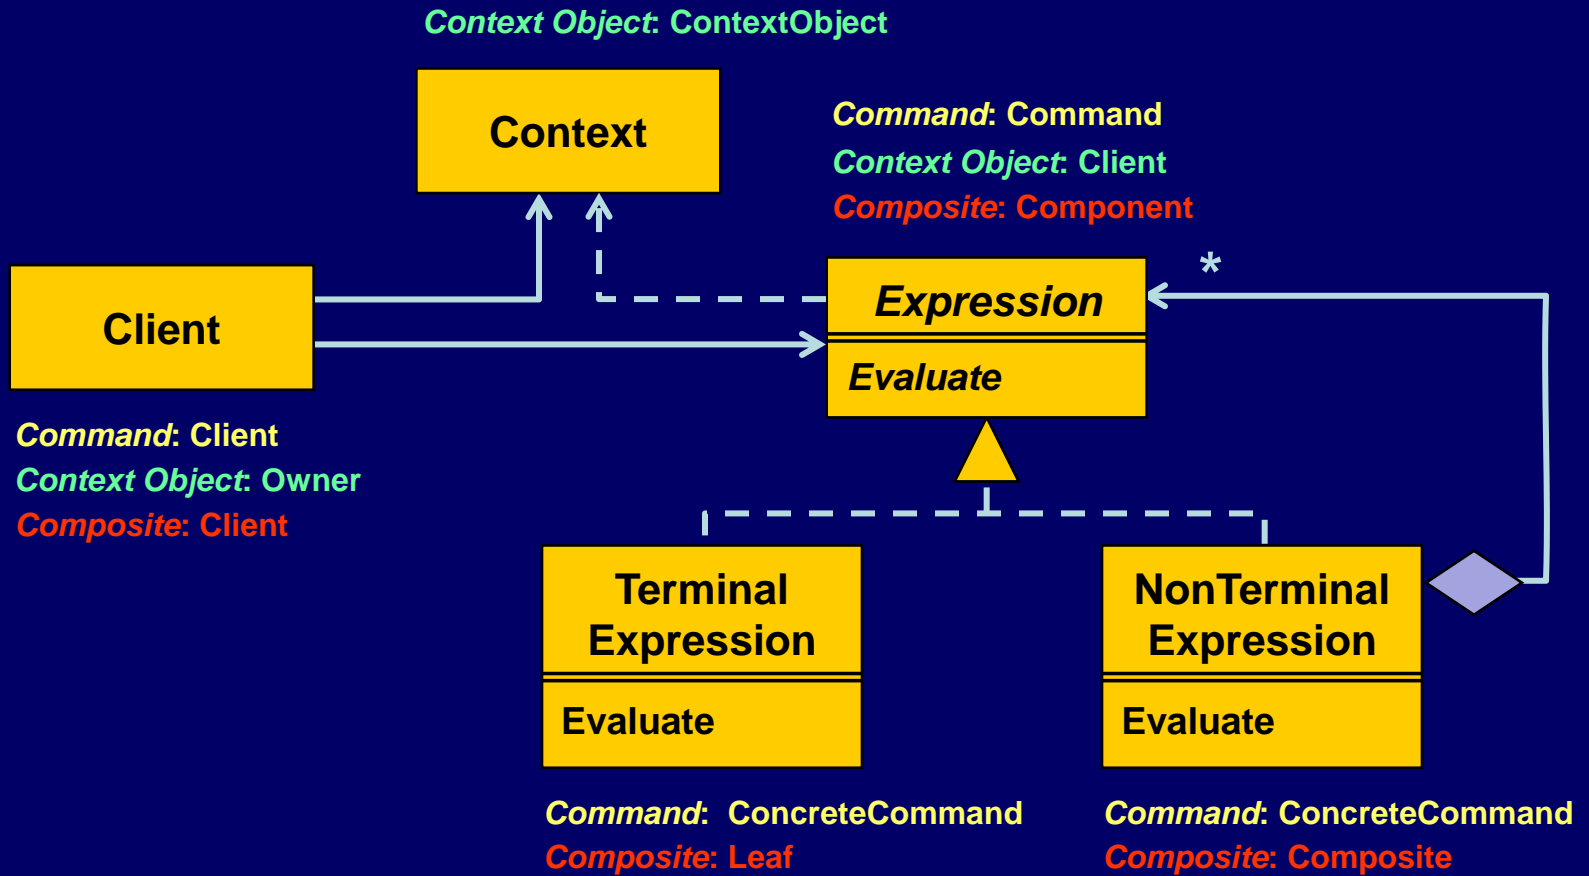 Context Object: ContextObject
Context
Command: Command
Context Object: Client
Composite: Component
*
Client
Expression
Evaluate
Command: Client
Context Object: Owner
Composite: Client
Terminal
Expression
Evaluate
NonTerminal
Expression
Evaluate
Command:  ConcreteCommand
Composite: Leaf
Command: ConcreteCommand
Composite: Composite